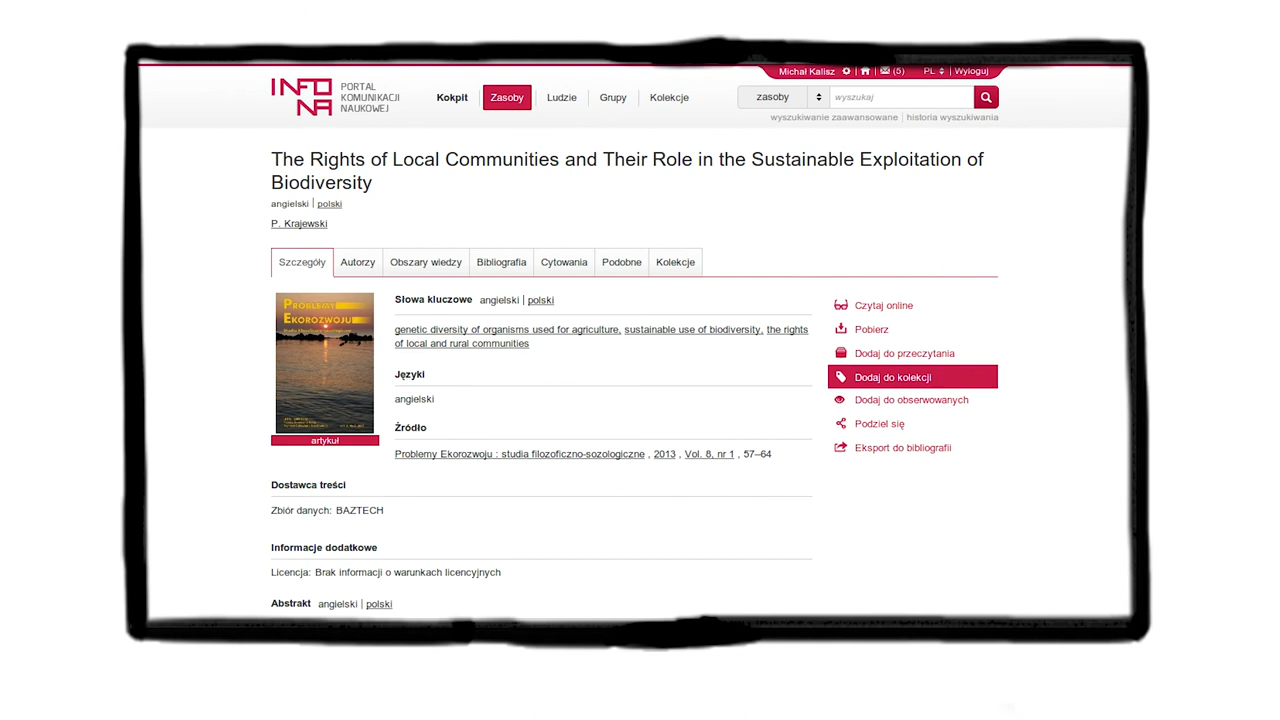 Michał Kalisz (5) PL Wyloguj
INFONA PORTAL
KOMUNIKACJI
NAUKOWEJ
Kokpit Zasoby Ludzie Grupy Kolekcje zasoby wyszukaj
wyszukiwanie zaawansowane historia wyszukiwania
The Rights of Local Communities and Their Role in the Sustainable Exploitation of
Biodiversity
angielski | polski
P. Krajewski
Szczegóły Autorzy Obszary wiedzy Bibliografia Cytowania Podobne Kolekcje
PROBLEMY
EKOROZWOJU
artykuł
Słowa kluczowe angielski | polski
genetic diversity of organisms used for agriculture, sustainable use of biodiversity, the rights
of local and rural communities
Języki
angielski
Źródło
Problemy Ekorozwoju : studia filozoficzno-sozologiczne , 2013 , Vol. 8, nr 1 , 57–64
Czytaj online
Pobierz
Dodaj do przeczytania
Dodaj do kolekcji
Dodaj do obserwowanych
Podziel się
Eksport do bibliografii
Dostawca treści
Zbiór danych: BAZTECH
Informacje dodatkowe
Licencja: Brak informacji o warunkach licencyjnych
Abstrakt angielski | polski